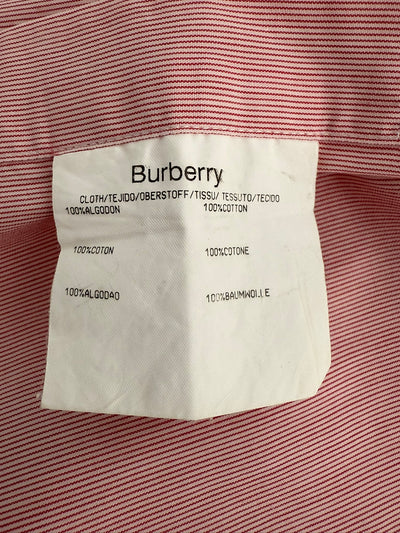 Burberry
CLOTH/TEJIDO/OBERSTOFF/TISSU/ TESSUTO/TECIDO
100%ALGODON 100%COTTON
100%COTON 100%COTONE
100%ALGODAO 100%BAUMWOLLE